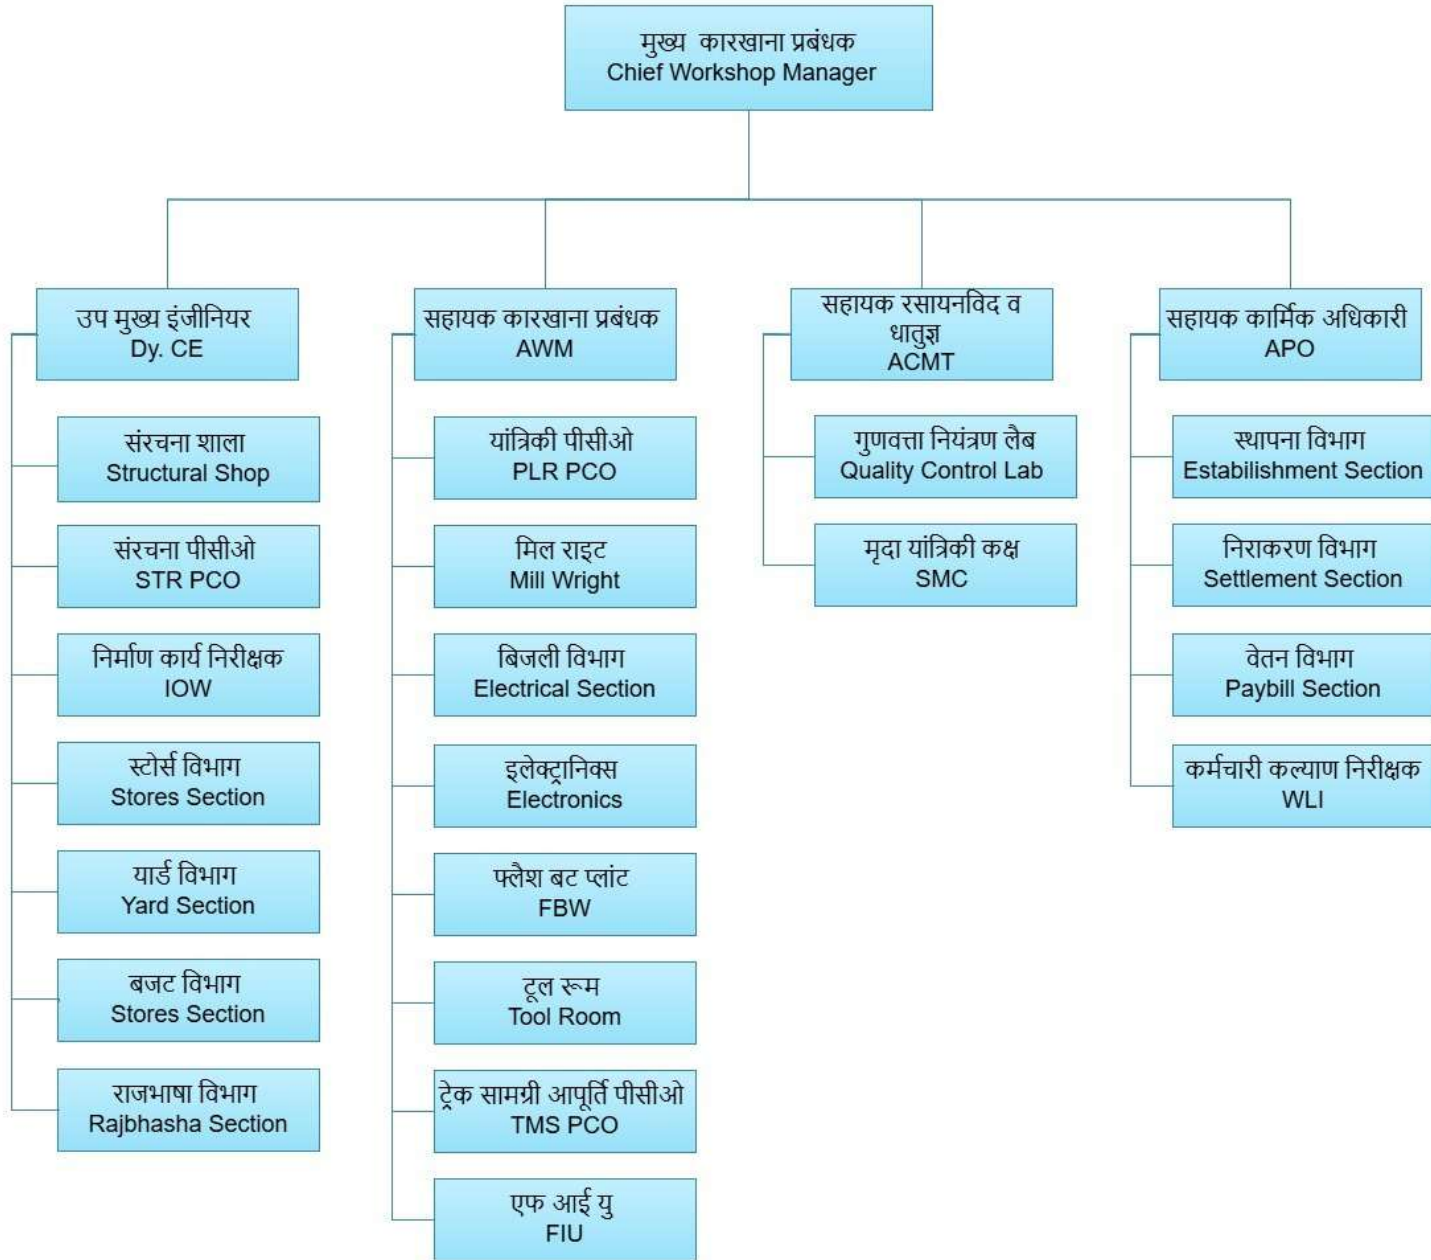 मुख्य कारखाना प्रबंधक
Chief Workshop Manager
उप मुख्य इंजीनियर
Dy. CE
संरचना शाला
Structural Shop
संरचना पीसीओ
STR PCO
निर्माण कार्य निरीक्षक
IOW
स्टोर्स विभाग
Stores Section
यार्ड विभाग
Yard Section
बजट विभाग
Stores Section
राजभाषा विभाग
Rajbhasha Section
सहायक कारखाना प्रबंधक
AWM
यांत्रिकी पीसीओ
PLR PCO
मिल राइट
Mill Wright
बिजली विभाग
Electrical Section
इलेक्ट्रानिक्स
Electronics
फ्लैश बट प्लांट
FBW
टूल रूम
Tool Room
ट्रेक सामग्री आपूर्ति पीसीओ
TMS PCO
एफ आई यु
FIU
सहायक रसायनविद व
धातुज्ञ
ACMT
गुणवत्ता नियंत्रण लैब
Quality Control Lab
मृदा यांत्रिकी कक्ष
SMC
सहायक कार्मिक अधिकारी
APO
स्थापना विभाग
Estabilishment Section
निराकरण विभाग
Settlement Section
वेतन विभाग
Paybill Section
कर्मचारी कल्याण निरीक्षक
WLI